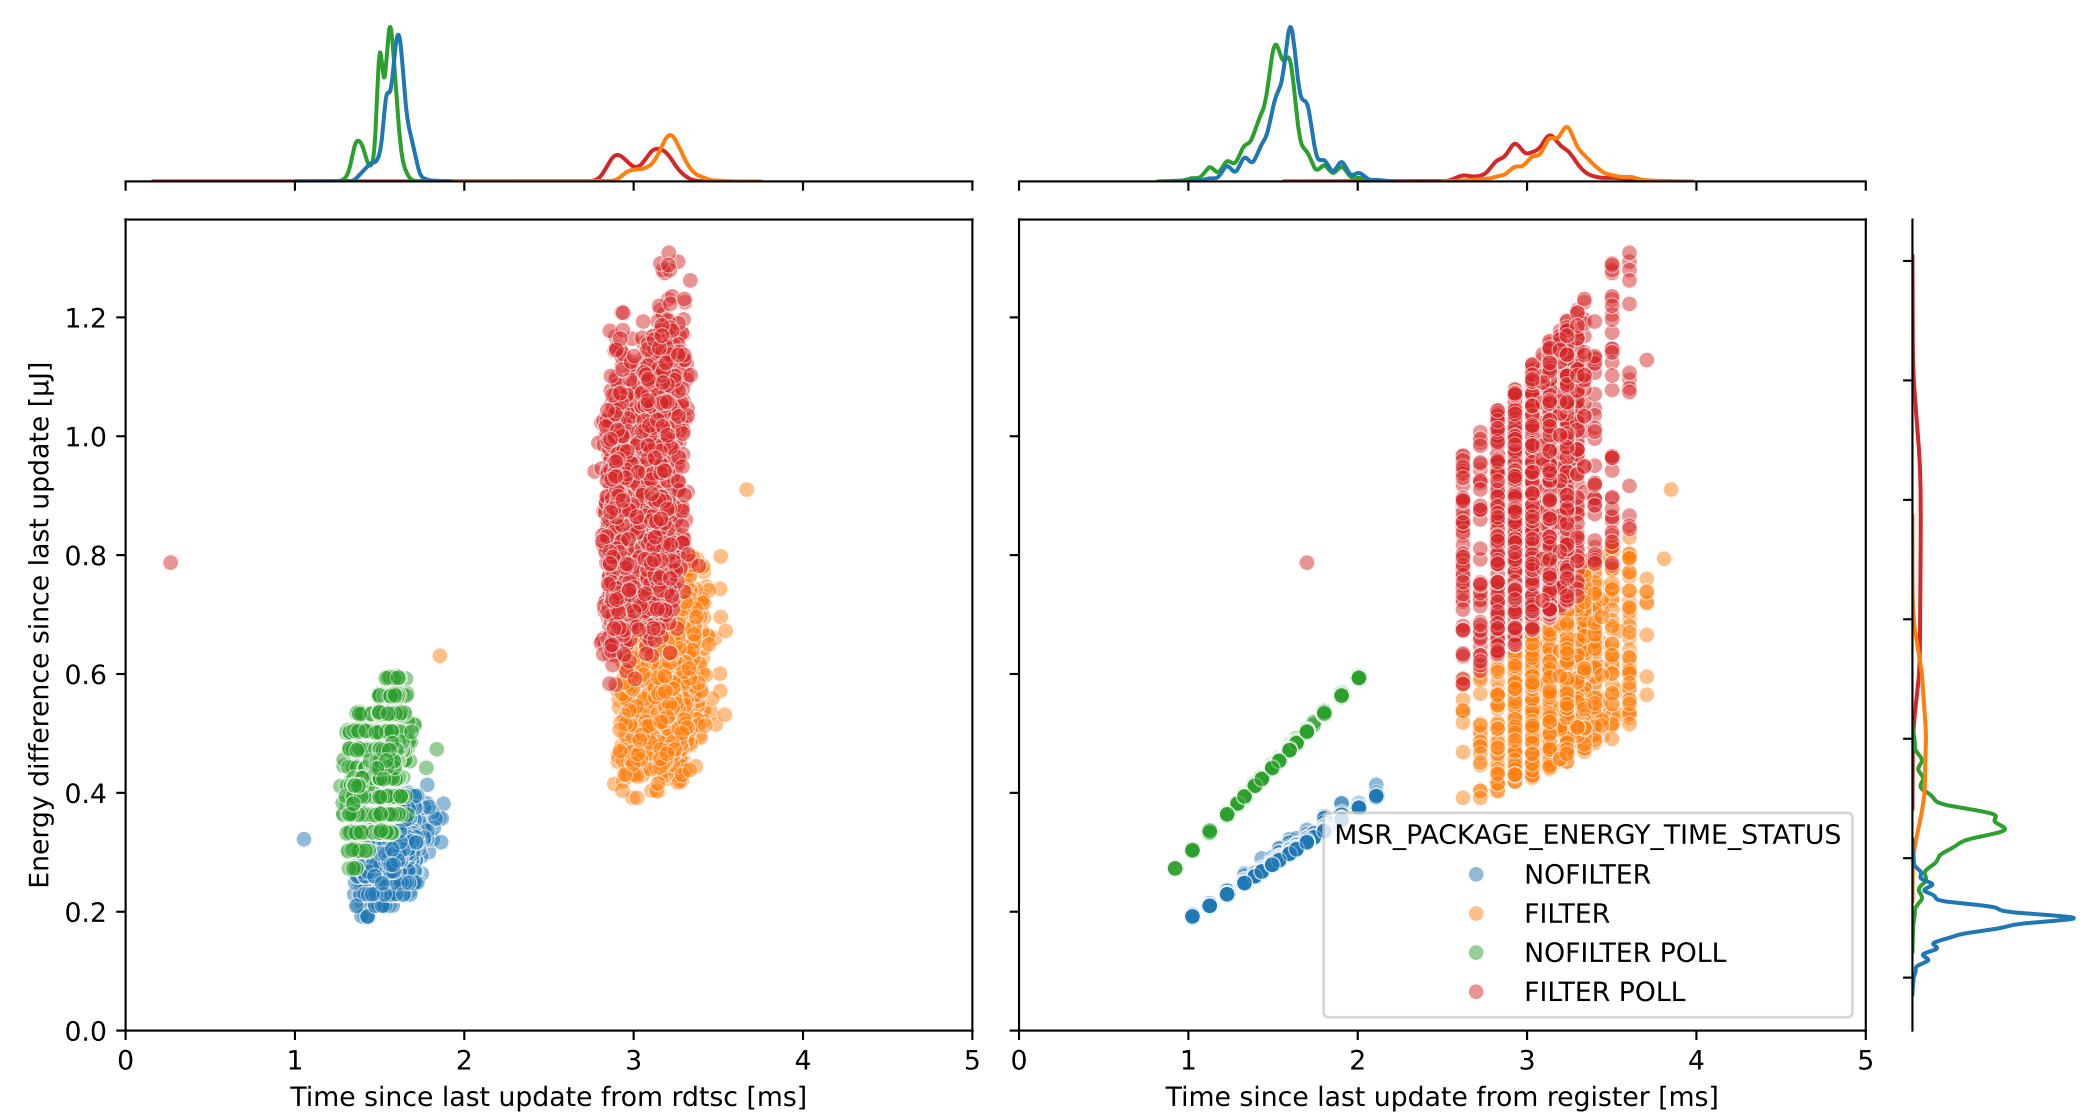 Energy difference since last update [µJ]
1.2
1.0
0.8
0.6
0.4
0.2
0.0
0 1 2 3 4 5
Time since last update from rdtsc [ms]
MSR_PACKAGE_ENERGY_TIME_STATUS
NOFILTER
FILTER
NOFILTER POLL
FILTER POLL
0 1 2 3 4 5
Time since last update from register [ms]